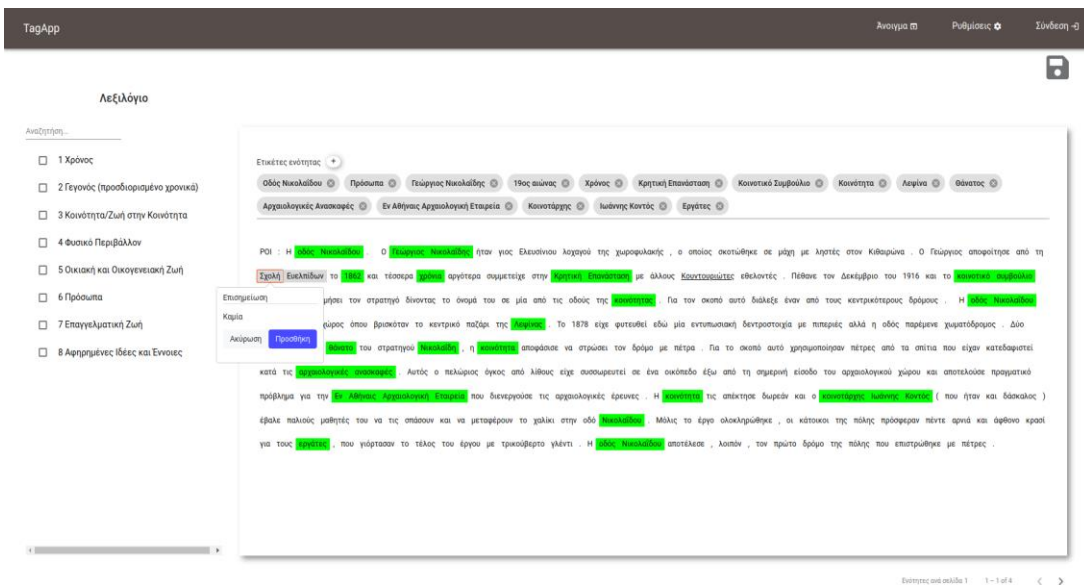 TagApp Άνοιγμα Ρυθμίσεις Σύνδεση
Λεξιλόγιο
Αναζήτηση...
1 Χρόνος
2 Γεγονός (προσδιορισμένο χρονικά)
3 Κοινότητα/Ζωή στην Κοινότητα
4 Φυσικό Περιβάλλον
5 Οικιακή και Οικογενειακή Ζωή
6 Πρόσωπα
7 Επαγγελματική Ζωή
8 Αφηρημένες Ιδέες και Έννοιες
Ετικέτες ενότητας +
Οδός Νικολαΐδου Πρόσωπα Γεώργιος Νικολαΐδης 19ος αιώνας Χρόνος Κρητική Επανάσταση Κοινοτικό Συμβούλιο Κοινότητα Λεψίνα Θάνατος
Αρχαιολογικές Ανασκαφές Εν Αθήναις Αρχαιολογική Εταιρεία Κοινοτάρχης Ιωάννης Κοντός Εργάτες
POI : Η οδός Νικολαΐδου . Ο Γεώργιος Νικολαΐδης ήταν γιος Ελευσίνιου λοχαγού της χωροφυλακής , ο οποίος σκοτώθηκε σε μάχη με ληστές στον Κιθαιρώνα . Ο Γεώργιος αποφοίτησε από τη
Σχολή Ευελπίδων το 1862 και τέσσερα χρόνια αργότερα συμμετείχε στην Κρητική Επανάσταση με άλλους Κουντουριώτες εθελοντές . Πέθανε τον Δεκέμβριο του 1916 και το κοινοτικό συμβούλιο
μήσει τον στρατηγό δίνοντας το όνομά του σε μία από τις οδούς της κοινότητας . Για τον σκοπό αυτό διάλεξε έναν από τους κεντρικότερους δρόμους . Η οδός Νικολαΐδου
χώρος όπου βρισκόταν το κεντρικό παζάρι της Λεψίνας . Το 1878 είχε φυτευθεί εδώ μία εντυπωσιακή δεντροστοιχία με πιπεριές αλλά η οδός παρέμενε χωματόδρομος . Δύο
θάνατο του στρατηγού Νικολαΐδη , η κοινότητα αποφάσισε να στρώσει τον δρόμο με πέτρα . Για το σκοπό αυτό χρησιμοποίησαν πέτρες από τα σπίτια που είχαν κατεδαφιστεί
κατά τις αρχαιολογικές ανασκαφές . Αυτός ο πελώριος όγκος από λίθους είχε συσσωρευτεί σε ένα οικόπεδο έξω από τη σημερινή είσοδο του αρχαιολογικού χώρου και αποτελούσε πραγματικό
πρόβλημα για την Εν Αθήναις Αρχαιολογική Εταιρεία που διενεργούσε τις αρχαιολογικές έρευνες . Η κοινότητα τις απέκτησε δωρεάν και ο κοινοτάρχης Ιωάννης Κοντός ( που ήταν και δάσκαλος )
έβαλε παλιούς μαθητές του να τις σπάσουν και να μεταφέρουν το χαλίκι στην οδό Νικολαΐδου . Μόλις το έργο ολοκληρώθηκε , οι κάτοικοι της πόλης πρόσφεραν πέντε αρνιά και άφθονο κρασί
για τους εργάτες , που γιόρτασαν το τέλος του έργου με τρικούβερτο γλέντι . Η οδός Νικολαΐδου αποτέλεσε , λοιπόν , τον πρώτο δρόμο της πόλης που επιστρώθηκε με πέτρες .
Επισημείωση
Καμία
Ακύρωση Προσθήκη
Ενότητες ανά σελίδα 1 1 – 1 of 4